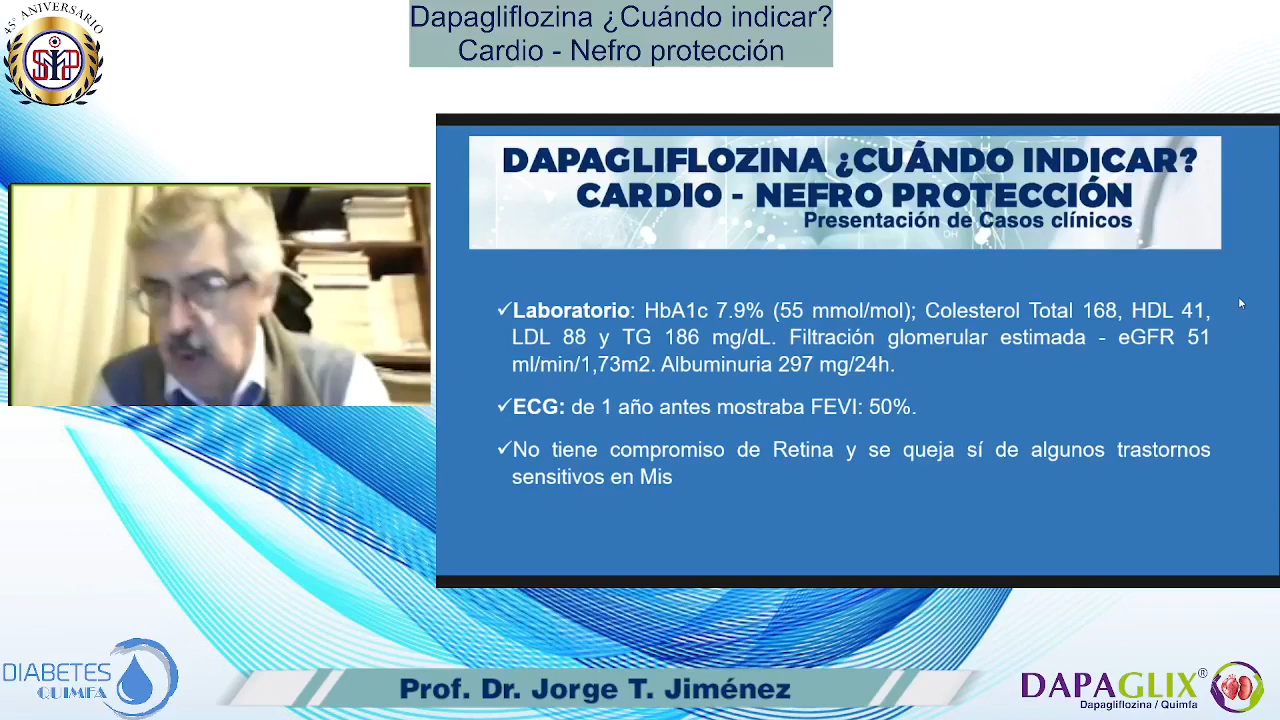 Dapagliflozina ¿Cuándo indicar?
Cardio - Nefro protección
45° ANIVERSARIO
DAPAGLIFLOZINA ¿CUÁNDO INDICAR?
CARDIO - NEFRO PROTECCIÓN
Presentación de Casos clínicos
✓Laboratorio: HbA1c 7.9% (55 mmol/mol); Colesterol Total 168, HDL 41,
LDL 88 y TG 186 mg/dL. Filtración glomerular estimada - eGFR 51
ml/min/1,73m2. Albuminuria 297 mg/24h.
✓ECG: de 1 año antes mostraba FEVI: 50%.
✓No tiene compromiso de Retina y se queja sí de algunos trastornos
sensitivos en Mis
DIABETES
QUIMFA
Prof. Dr. Jorge T. Jiménez
DAPAGLIX®
Dapagliflozina / Quimfa